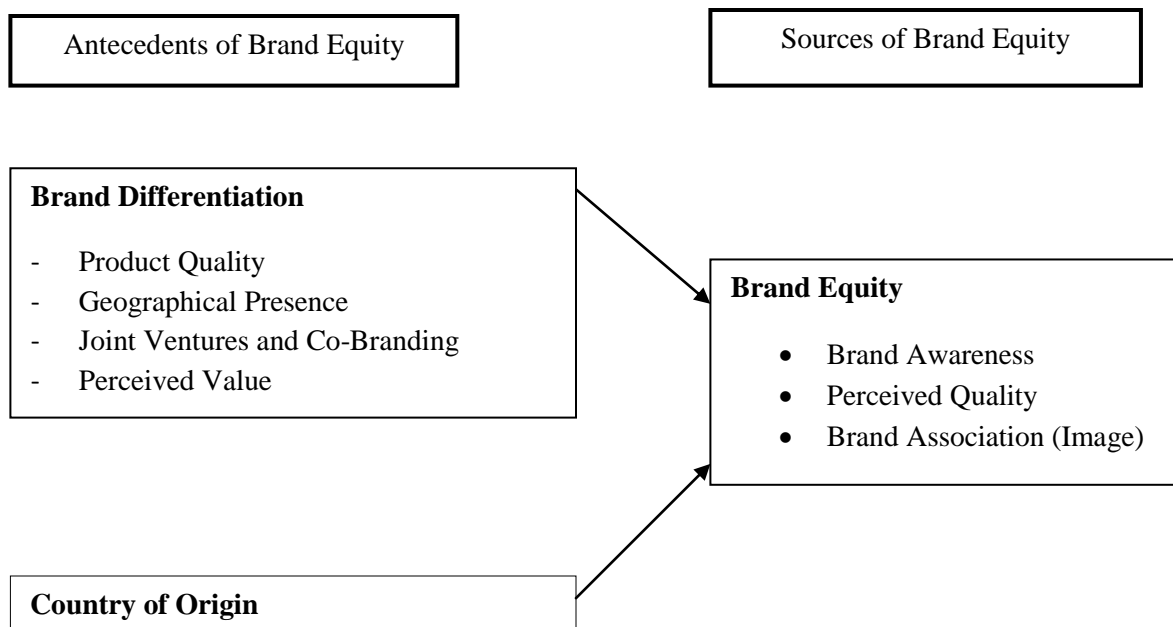 Antecedents of Brand Equity
Sources of Brand Equity
Brand Differentiation
- Product Quality
- Geographical Presence
- Joint Ventures and Co-Branding
- Perceived Value
Brand Equity
• Brand Awareness
• Perceived Quality
• Brand Association (Image)
Country of Origin